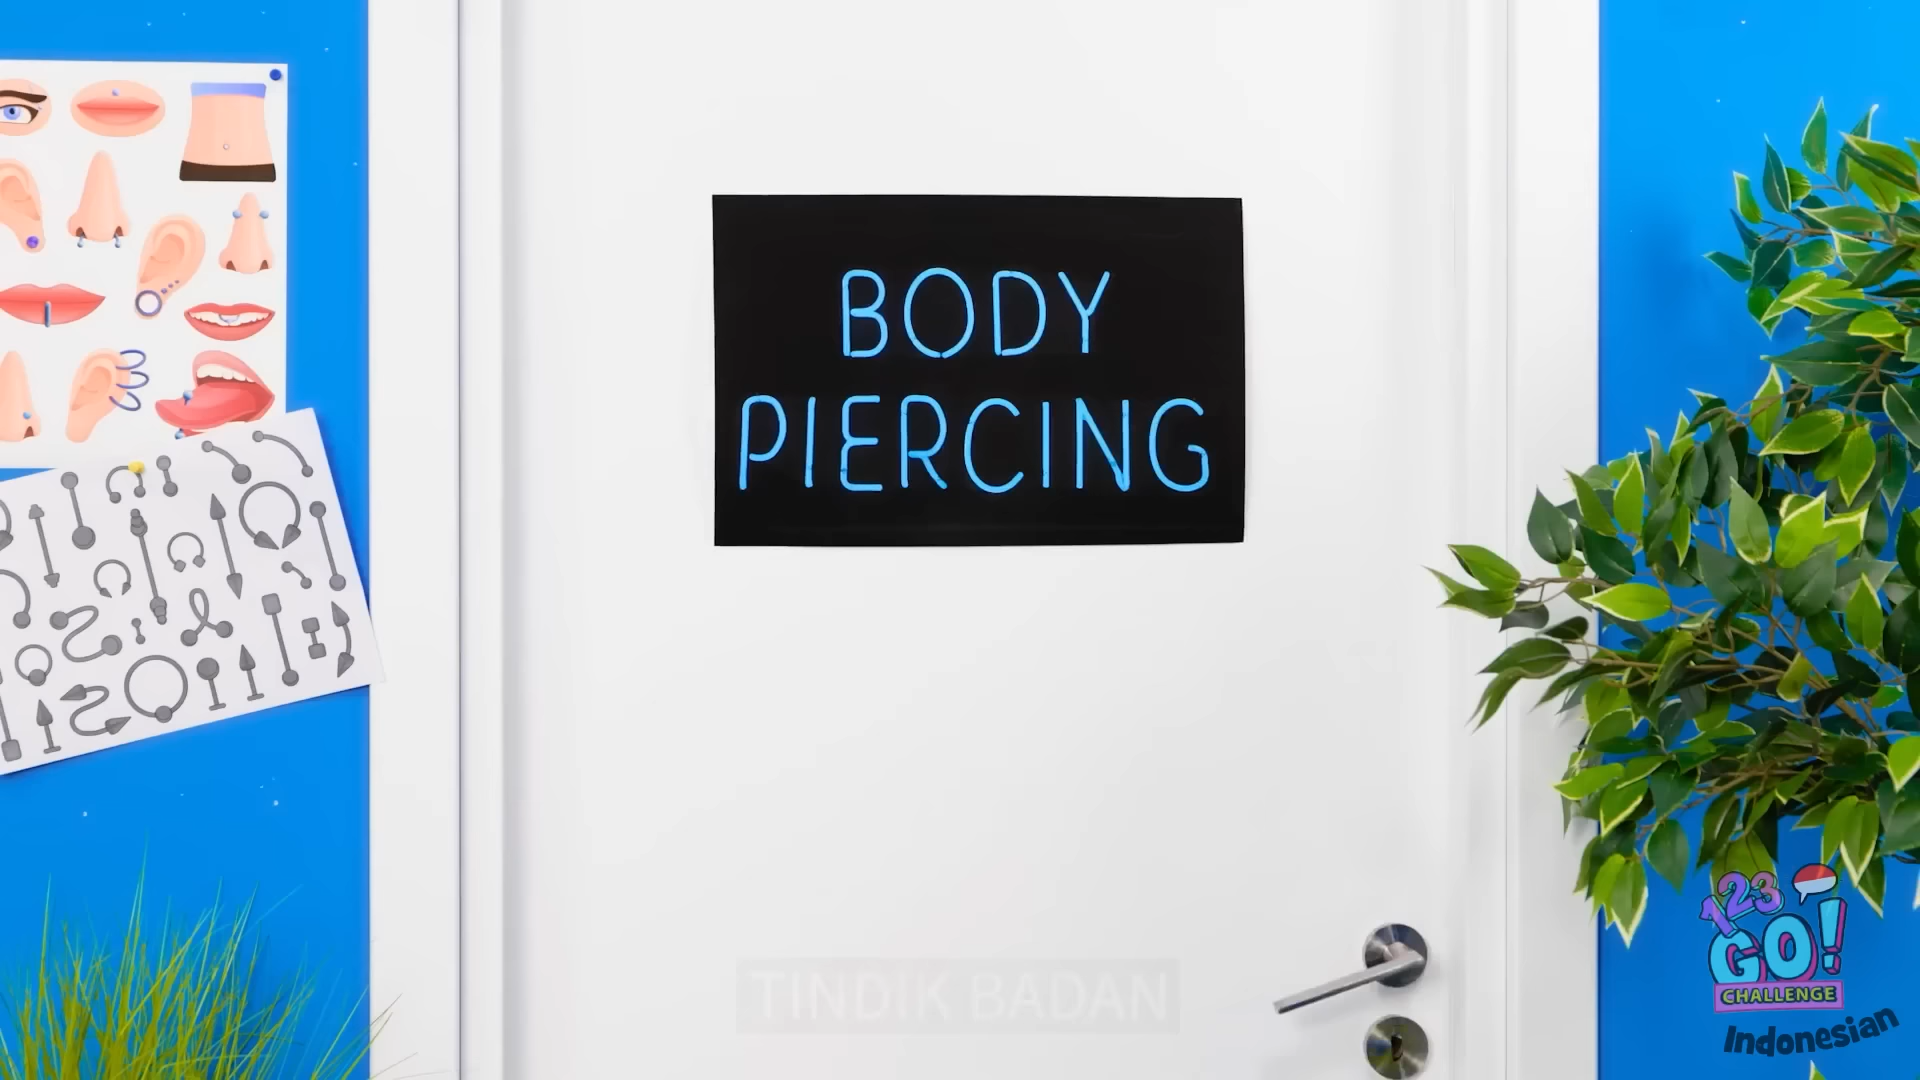 BODY
PIERCING
TINDIK BADAN
123
GO!
CHALLENGE
Indonesian